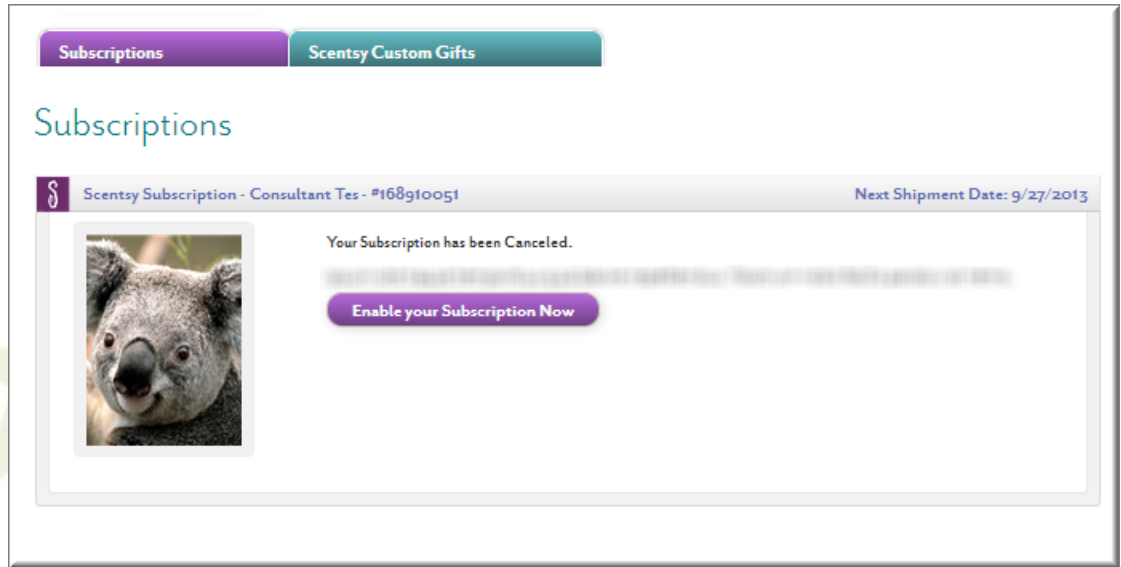 Subscriptions
Scentsy Custom Gifts
Subscriptions
S Scentsy Subscription - Consultant Tes - #168910051
Next Shipment Date: 9/27/2013
Your Subscription has been Canceled.
Enable your Subscription Now